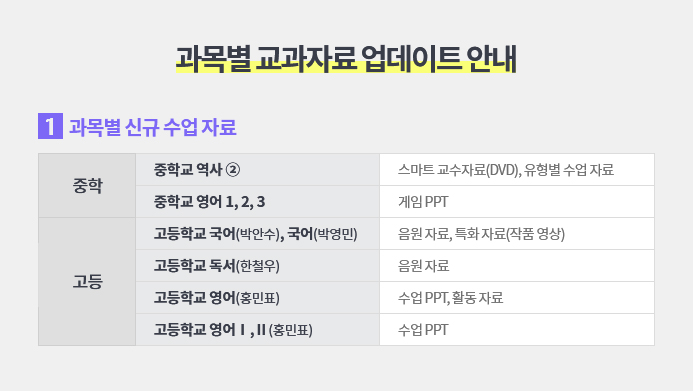 과목별 교과자료 업데이트 안내
1 과목별 신규 수업 자료
중학
중학교 역사 ② 스마트 교수자료(DVD), 유형별 수업 자료
중학교 영어 1, 2, 3 게임 PPT
고등
고등학교 국어(박안수), 국어(박영민) 음원 자료, 특화 자료(작품 영상)
고등학교 독서(한철우) 음원 자료
고등학교 영어(홍민표) 수업 PPT, 활동 자료
고등학교 영어Ⅰ,Ⅱ(홍민표) 수업 PPT